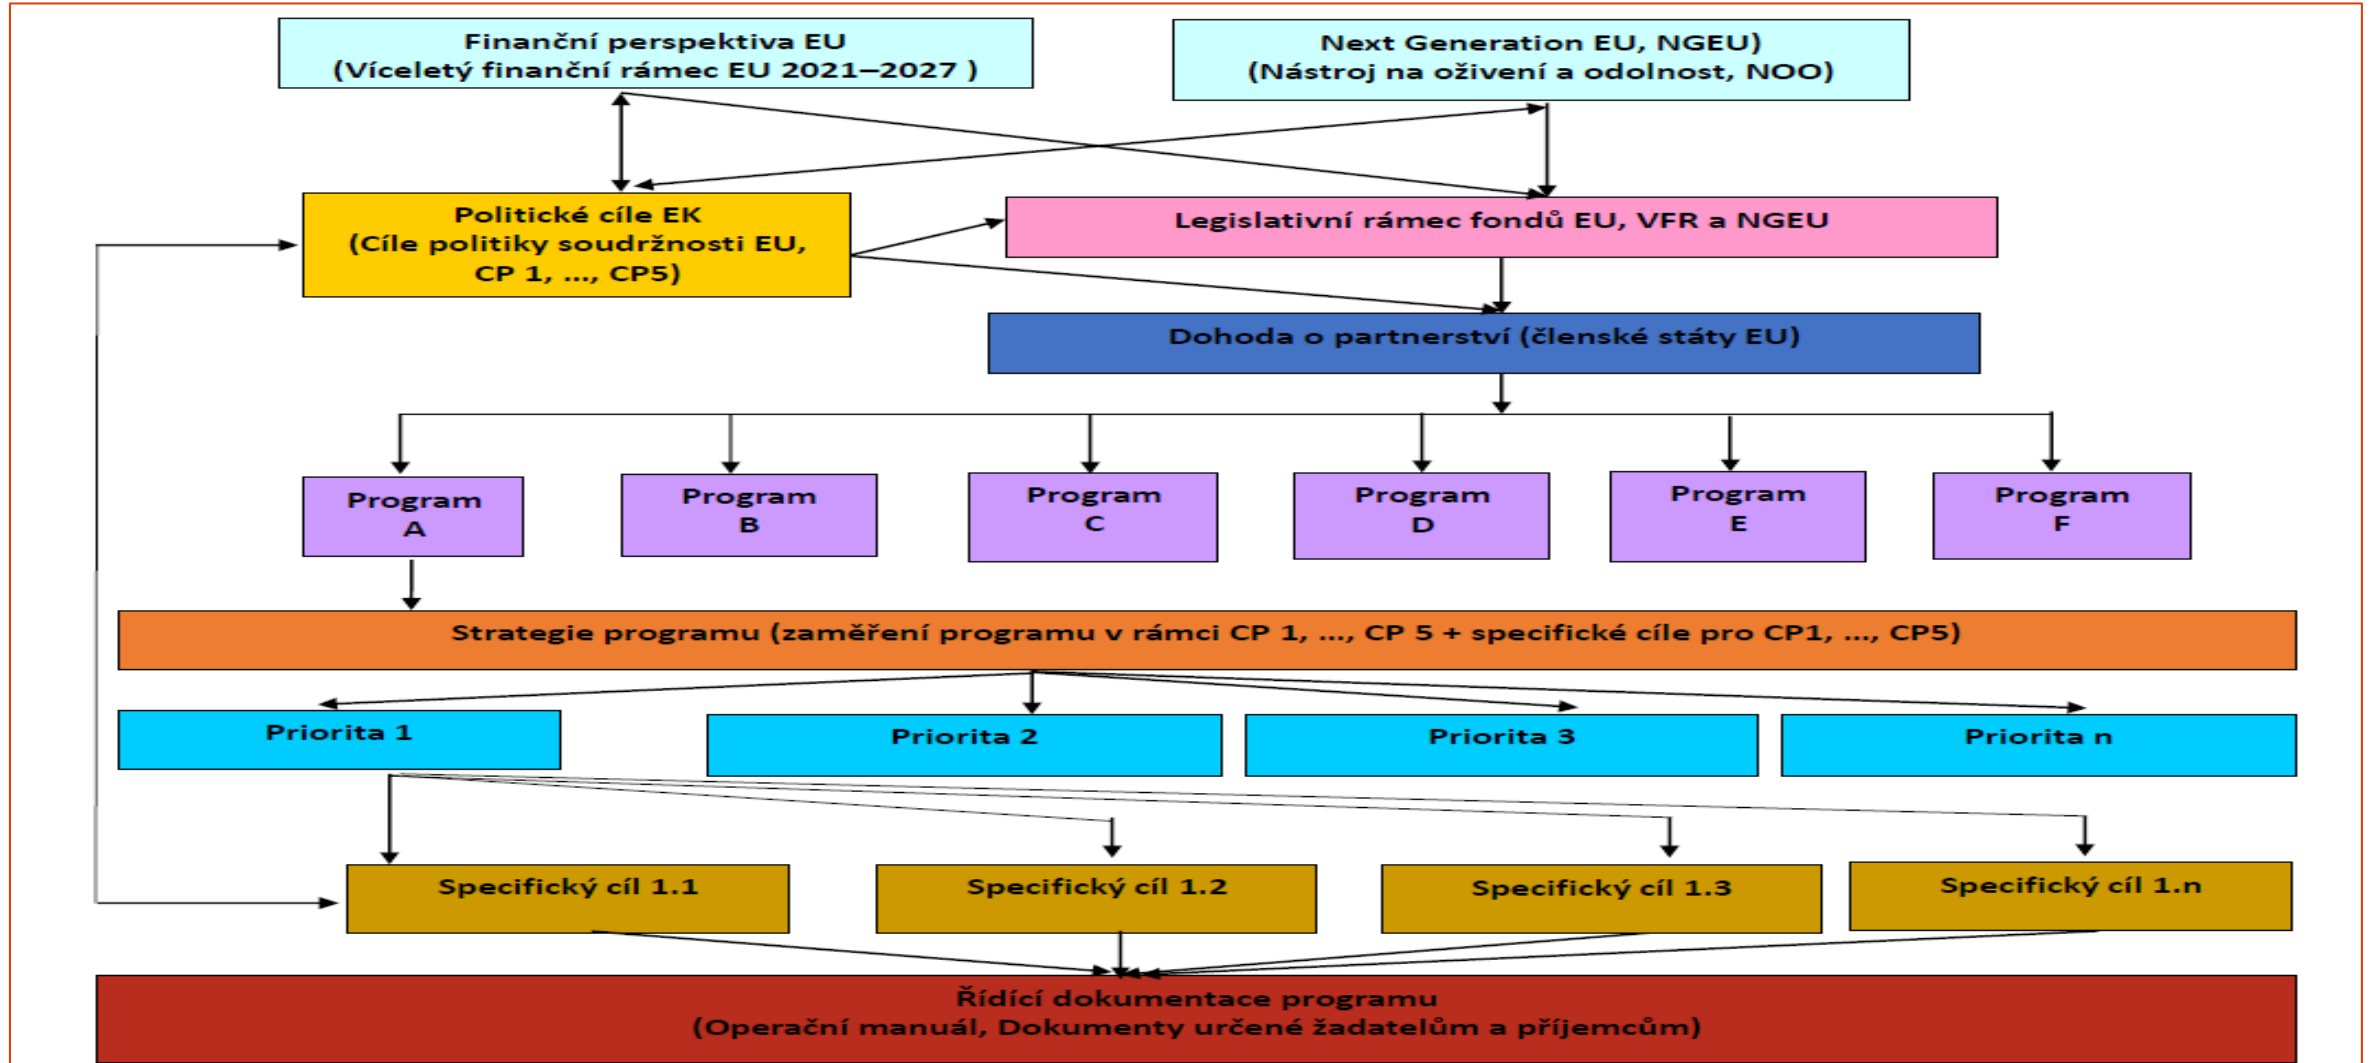 Finanční perspektiva EU
(Víceletý finanční rámec EU 2021–2027 )
Next Generation EU, NGEU)
(Nástroj na oživení a odolnost, NOO)
Politické cíle EK
(Cíle politiky soudržnosti EU,
CP 1, ..., CP5)
Legislativní rámec fondů EU, VFR a NGEU
Dohoda o partnerství (členské státy EU)
Program
A
Program
B
Program
C
Program
D
Program
E
Program
F
Strategie programu (zaměření programu v rámci CP 1, ..., CP 5 + specifické cíle pro CP1, ..., CP5)
Priorita 1
Priorita 2
Priorita 3
Priorita n
Specifický cíl 1.1
Specifický cíl 1.2
Specifický cíl 1.3
Specifický cíl 1.n
Řídící dokumentace programu
(Operační manuál, Dokumenty určené žadatelům a příjemcům)